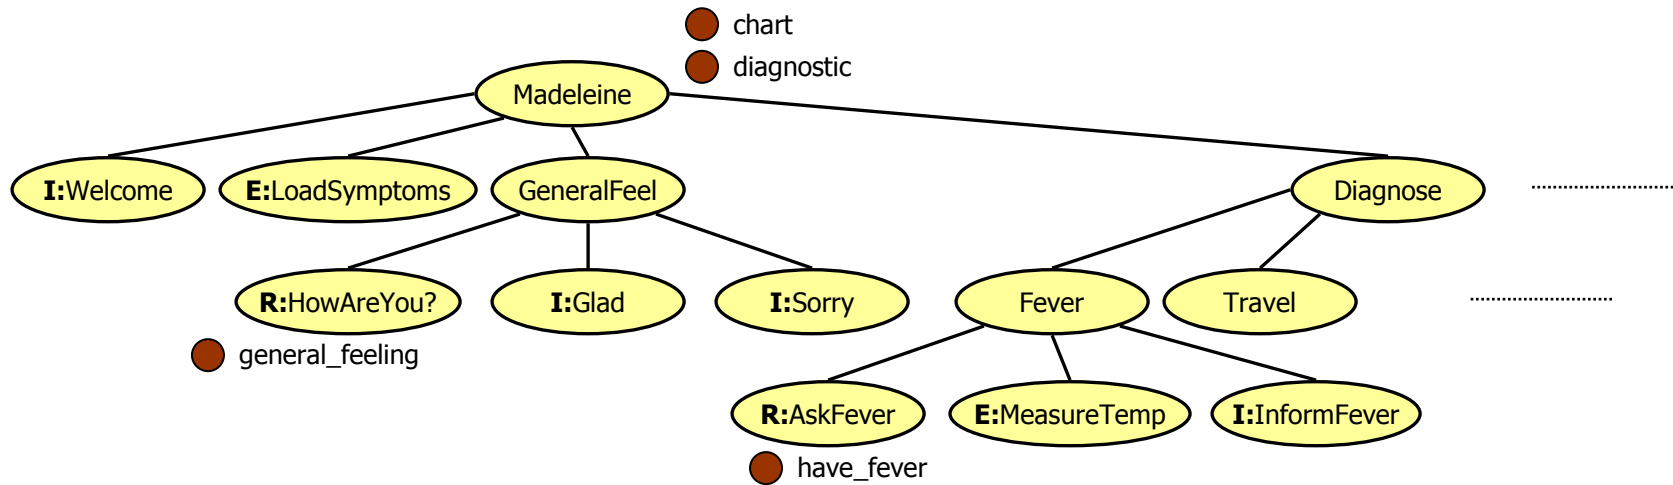 chart
diagnostic
Madeleine
I:Welcome
E:LoadSymptoms
GeneralFeel
Diagnose
R:HowAreYou?
I:Glad
I:Sorry
Fever
Travel
general_feeling
R:AskFever
E:MeasureTemp
I:InformFever
have_fever